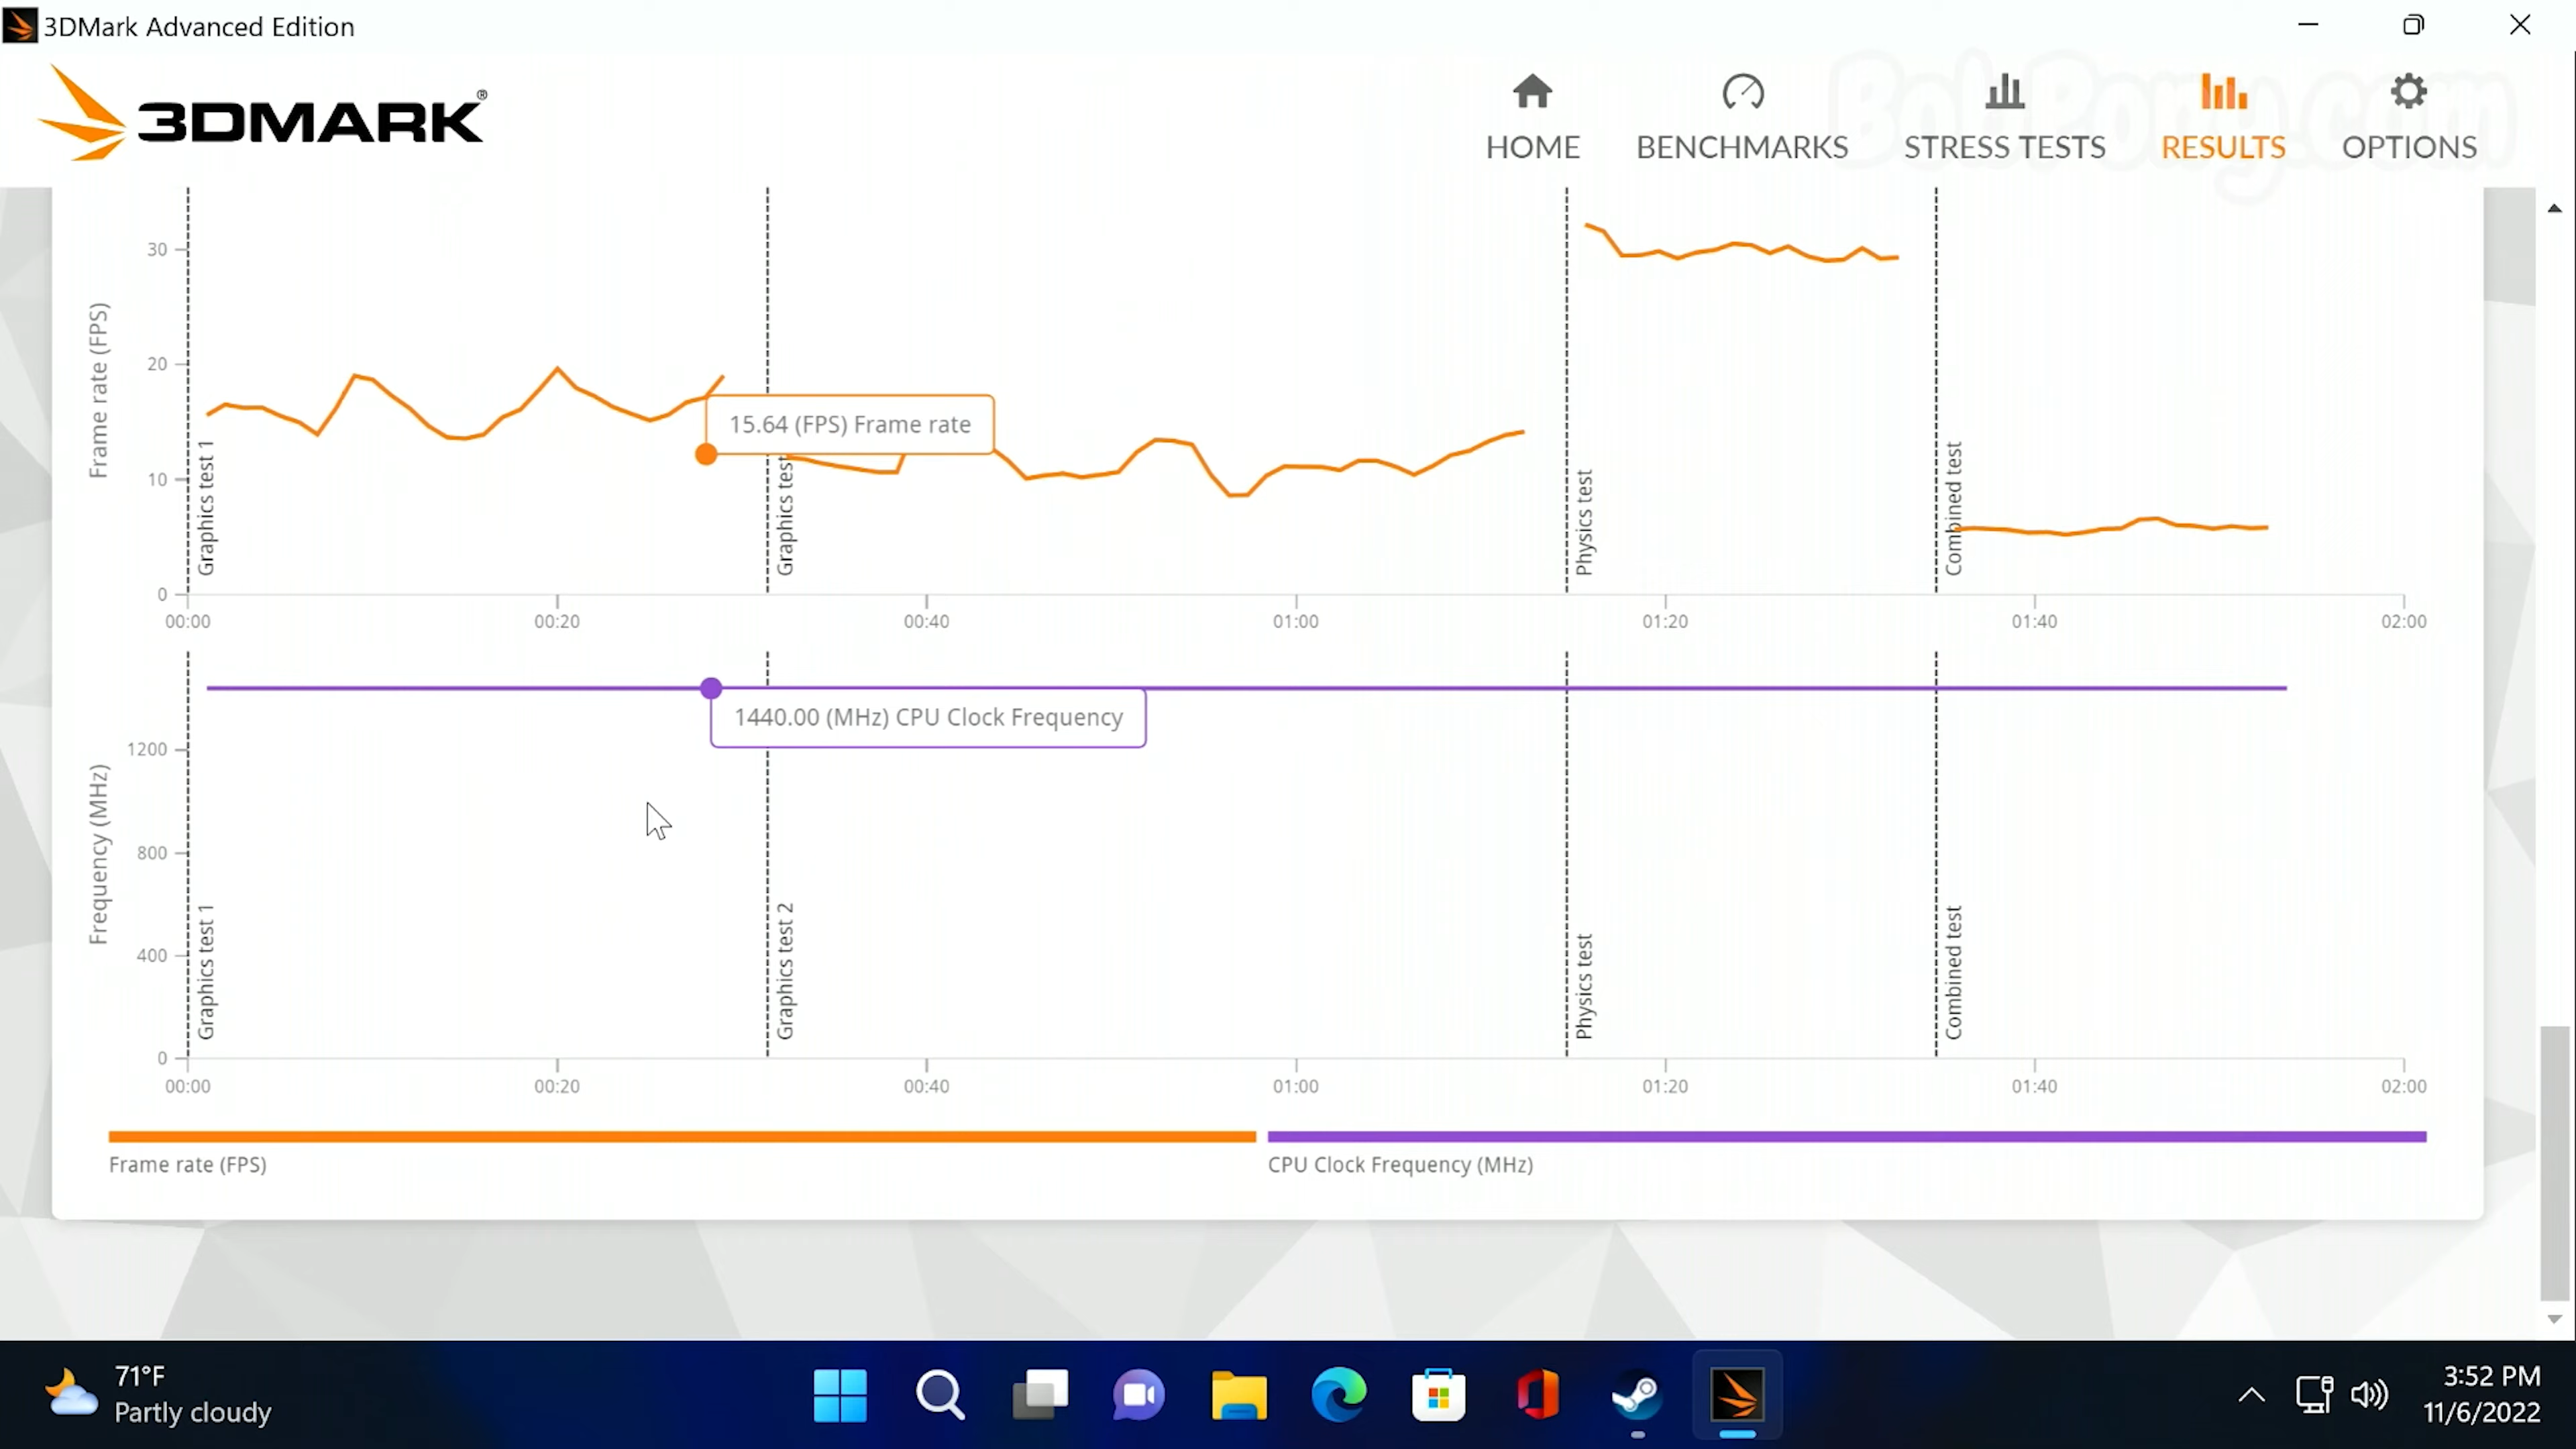 3DMark Advanced Edition
BobPony.com
3DMARK®
HOME
BENCHMARKS
STRESS TESTS
RESULTS
OPTIONS
Frame rate (FPS)
30
20
10
0
Graphics test 1
Graphics test
Physics test
Combined test
15.64 (FPS) Frame rate
00:00
00:20
00:40
01:00
01:20
01:40
02:00
Frequency (MHz)
1200
800
400
0
Graphics test 1
Graphics test 2
Physics test
Combined test
1440.00 (MHz) CPU Clock Frequency
00:00
00:20
00:40
01:00
01:20
01:40
02:00
Frame rate (FPS)
CPU Clock Frequency (MHz)
71°F
Partly cloudy
3:52 PM
11/6/2022